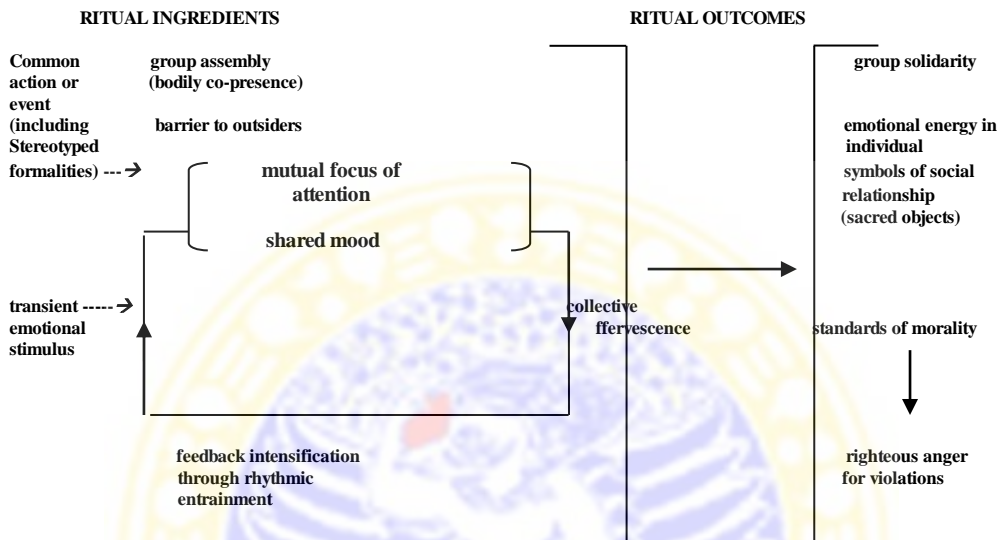 RITUAL INGREDIENTS
RITUAL OUTCOMES
Common
action or
event
(including
Stereotyped
formalities) ---→
group assembly
(bodily co-presence)
barrier to outsiders
mutual focus of
attention
shared mood
transient -----→
emotional
stimulus
collective
ffervescence
feedback intensification
through rhythmic
entrainment
group solidarity
emotional energy in
individual
symbols of social
relationship
(sacred objects)
standards of morality
righteous anger
for violations